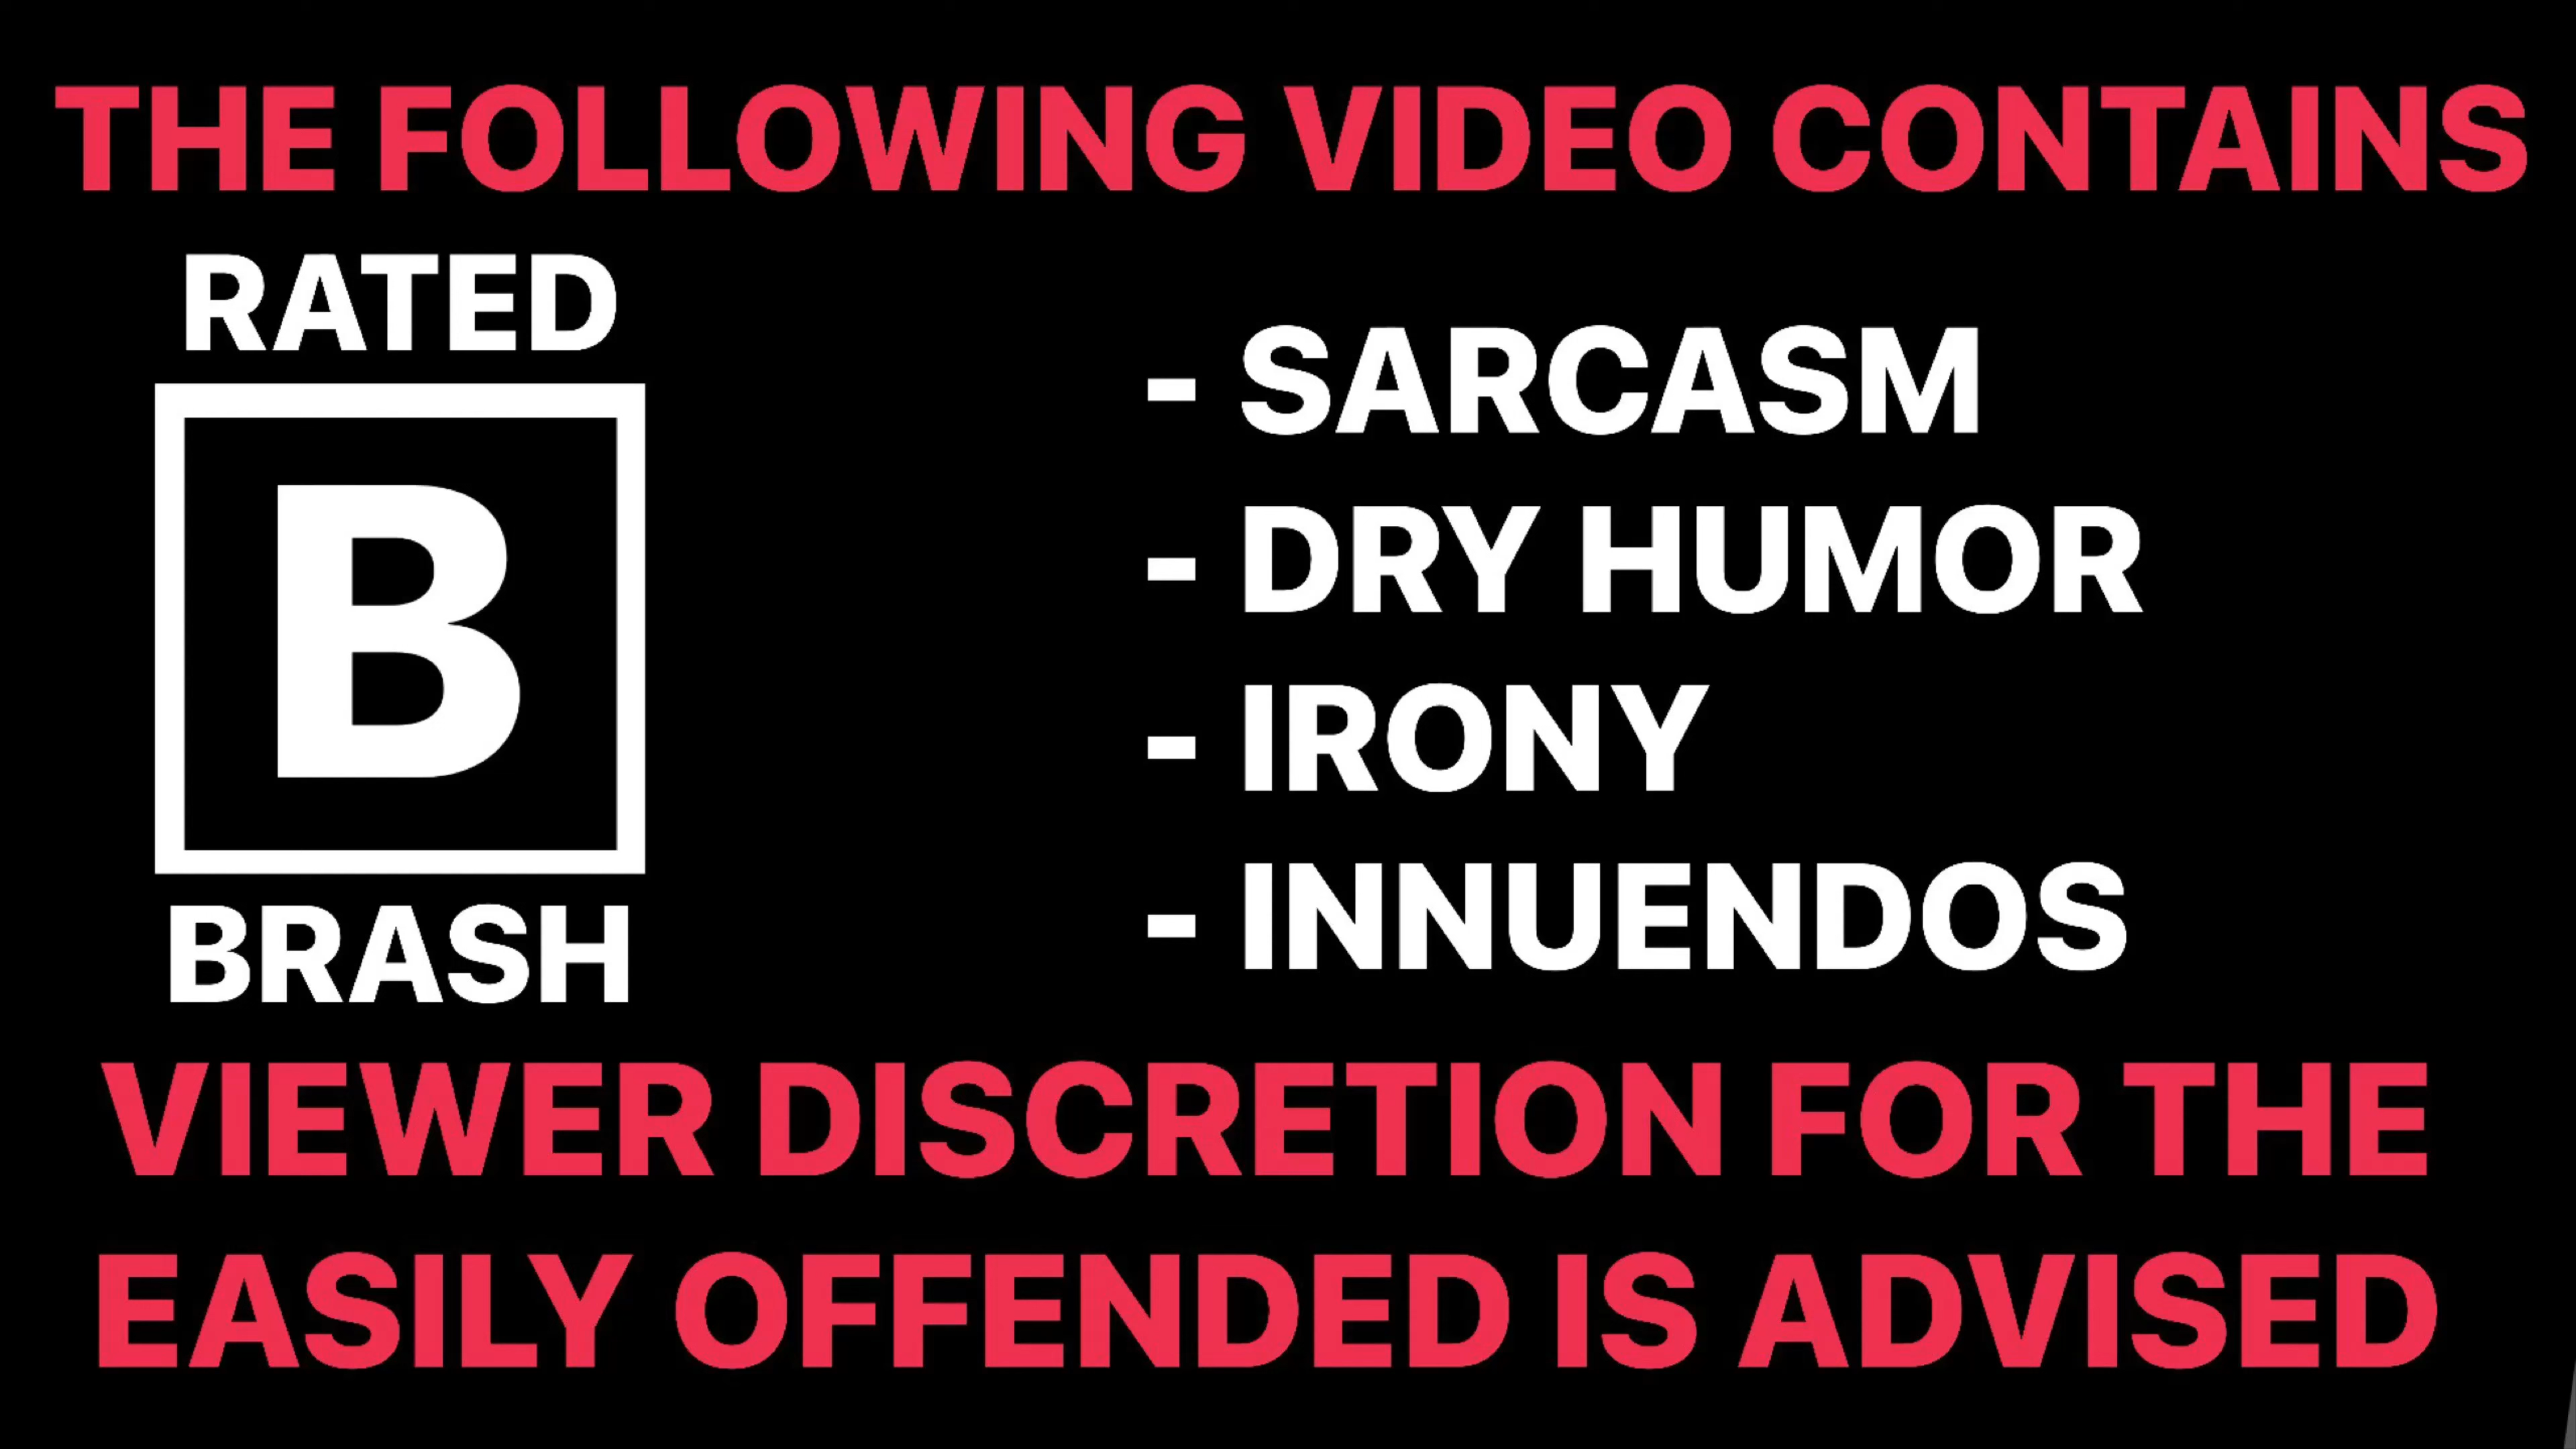 THE FOLLOWING VIDEO CONTAINS
RATED
B
BRASH
- SARCASM
- DRY HUMOR
- IRONY
- INNUENDOS
VIEWER DISCRETION FOR THE
EASILY OFFENDED IS ADVISED